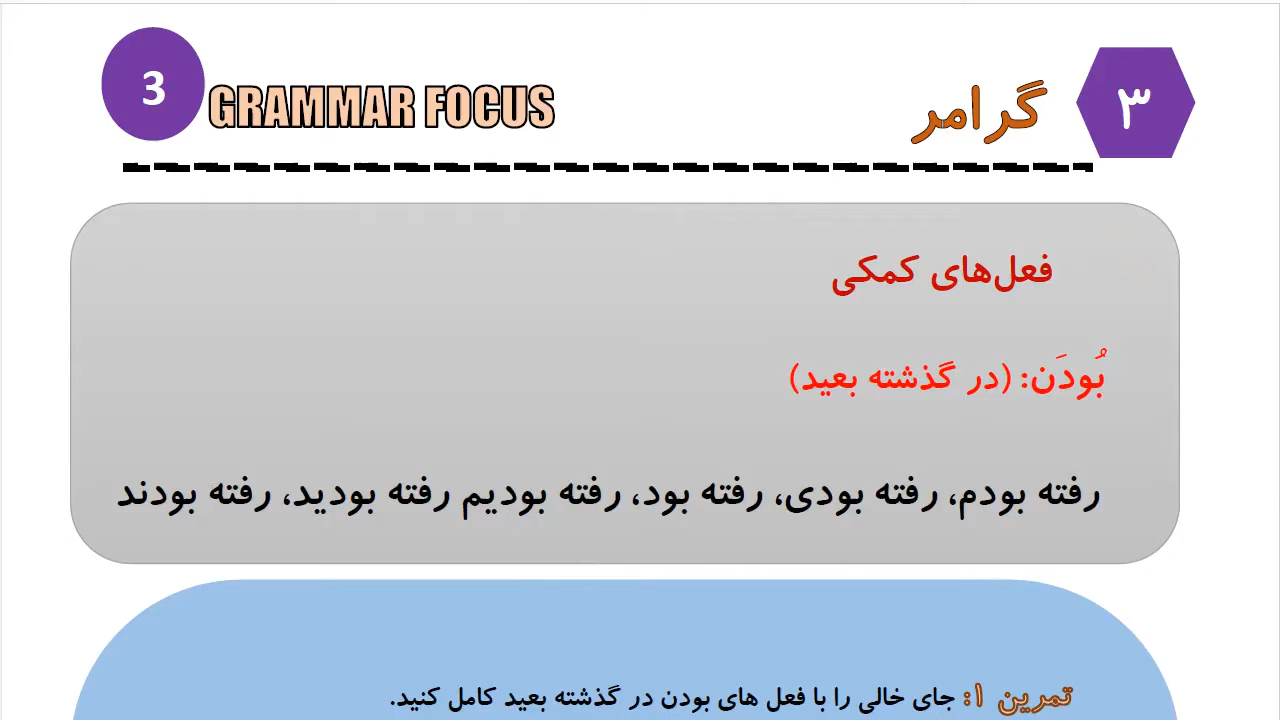 3 GRAMMAR FOCUS
۳ گرامر
فعل‌های کمکی
بُودَن: (در گذشته بعید)
رفته بودم، رفته بودی، رفته بود، رفته بودیم رفته بودید، رفته بودند
تمرین ۱: جای خالی را با فعل های بودن در گذشته بعید کامل کنید.